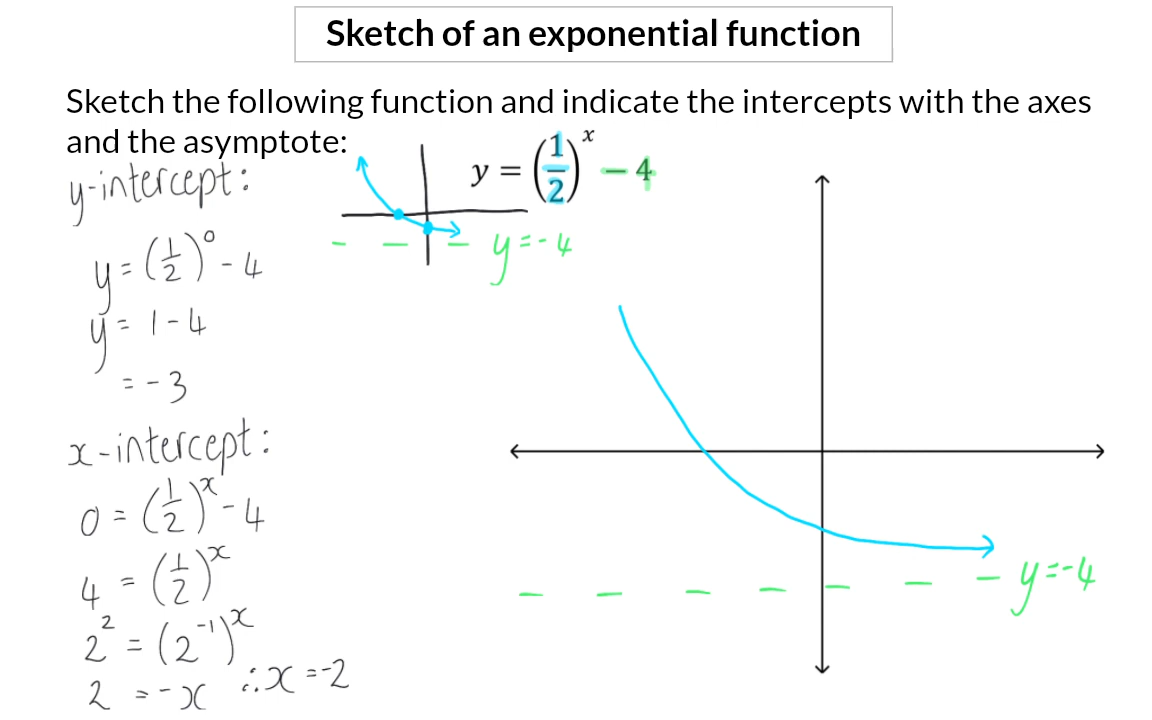 Sketch of an exponential function
Sketch the following function and indicate the intercepts with the axes
and the asymptote:
y = (1/2)^x - 4
y = -4
y-intercept:
y = (1/2)^0 - 4
y = 1 - 4
= -3
x-intercept:
0 = (1/2)^x - 4
4 = (1/2)^x
2^2 = (2^-1)^x
2 = -x ∴ x = -2
y = -4